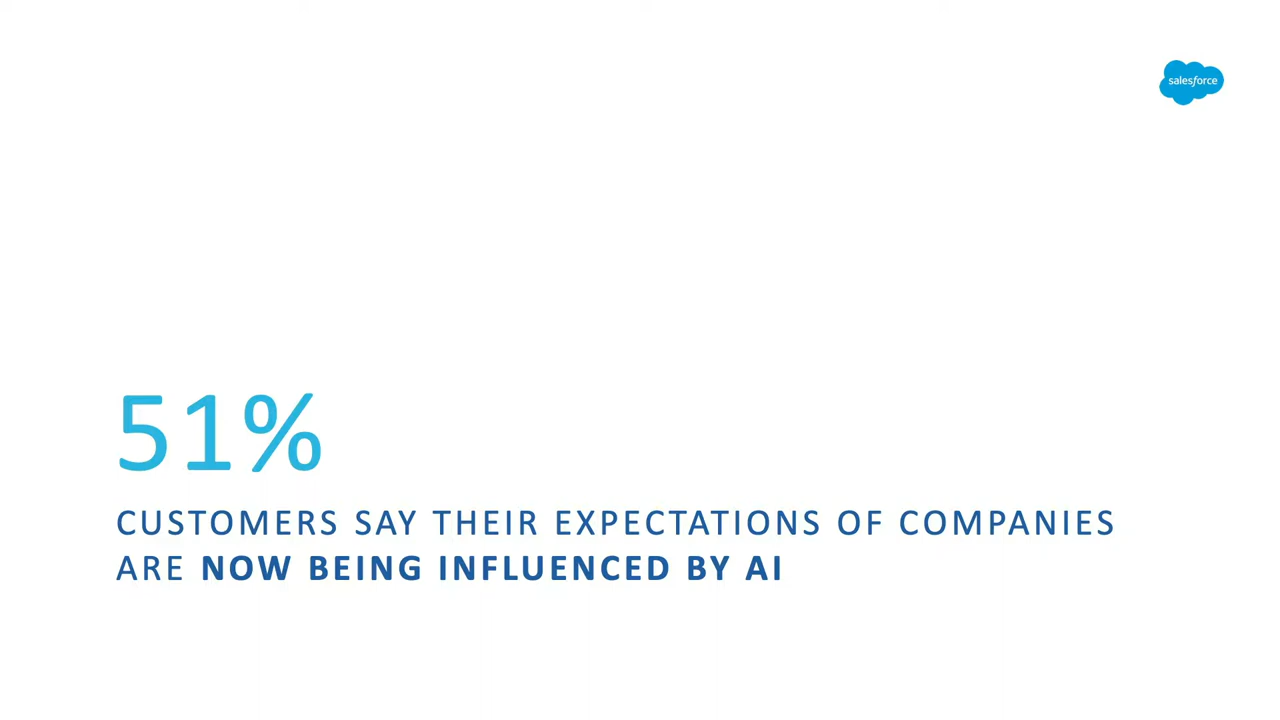 salesforce
51%
CUSTOMERS SAY THEIR EXPECTATIONS OF COMPANIES
ARE NOW BEING INFLUENCED BY AI